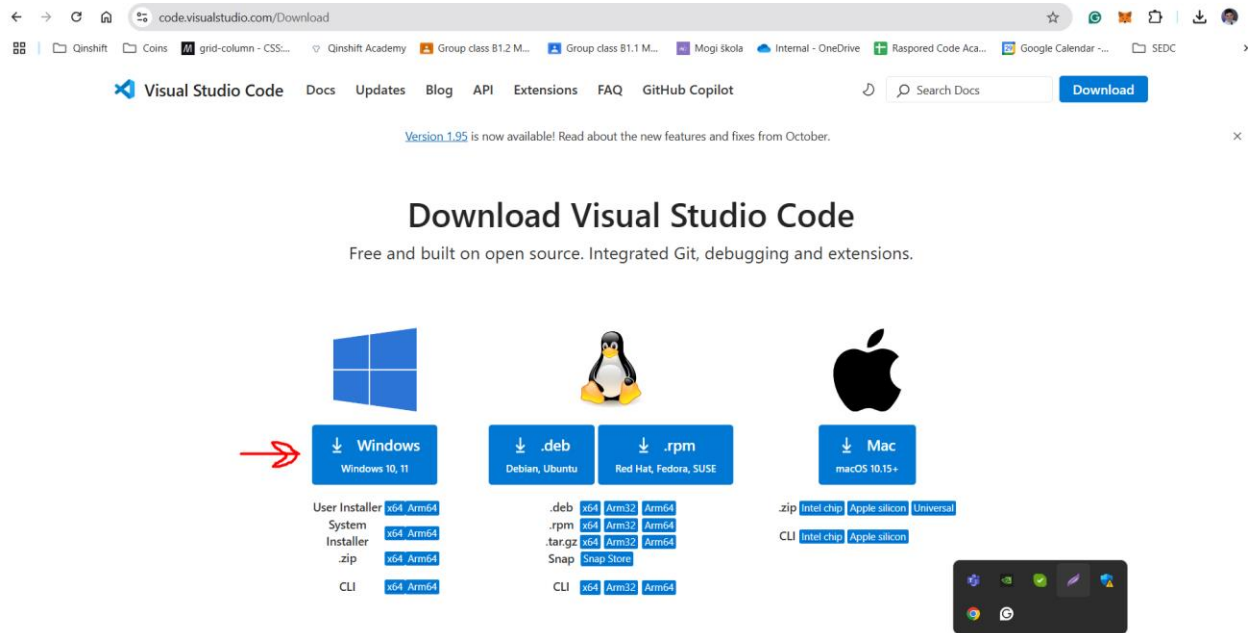 code.visualstudio.com/Download
Qinshift Coins grid-column - CSS:... Qinshift Academy Group class B1.2 M... Group class B1.1 M... Mogi škola Internal - OneDrive Raspored Code Aca... Google Calendar -... SEDC
Visual Studio Code Docs Updates Blog API Extensions FAQ GitHub Copilot Search Docs Download
Version 1.95 is now available! Read about the new features and fixes from October.
Download Visual Studio Code
Free and built on open source. Integrated Git, debugging and extensions.
Windows
Windows 10, 11
User Installer x64 Arm64
System
Installer x64 Arm64
.zip x64 Arm64
CLI x64 Arm64
.deb
Debian, Ubuntu
.rpm
Red Hat, Fedora, SUSE
.deb x64 Arm32 Arm64
.rpm x64 Arm32 Arm64
.tar.gz x64 Arm32 Arm64
Snap Snap Store
CLI x64 Arm32 Arm64
Mac
macOS 10.15+
.zip Intel chip Apple silicon Universal
CLI Intel chip Apple silicon